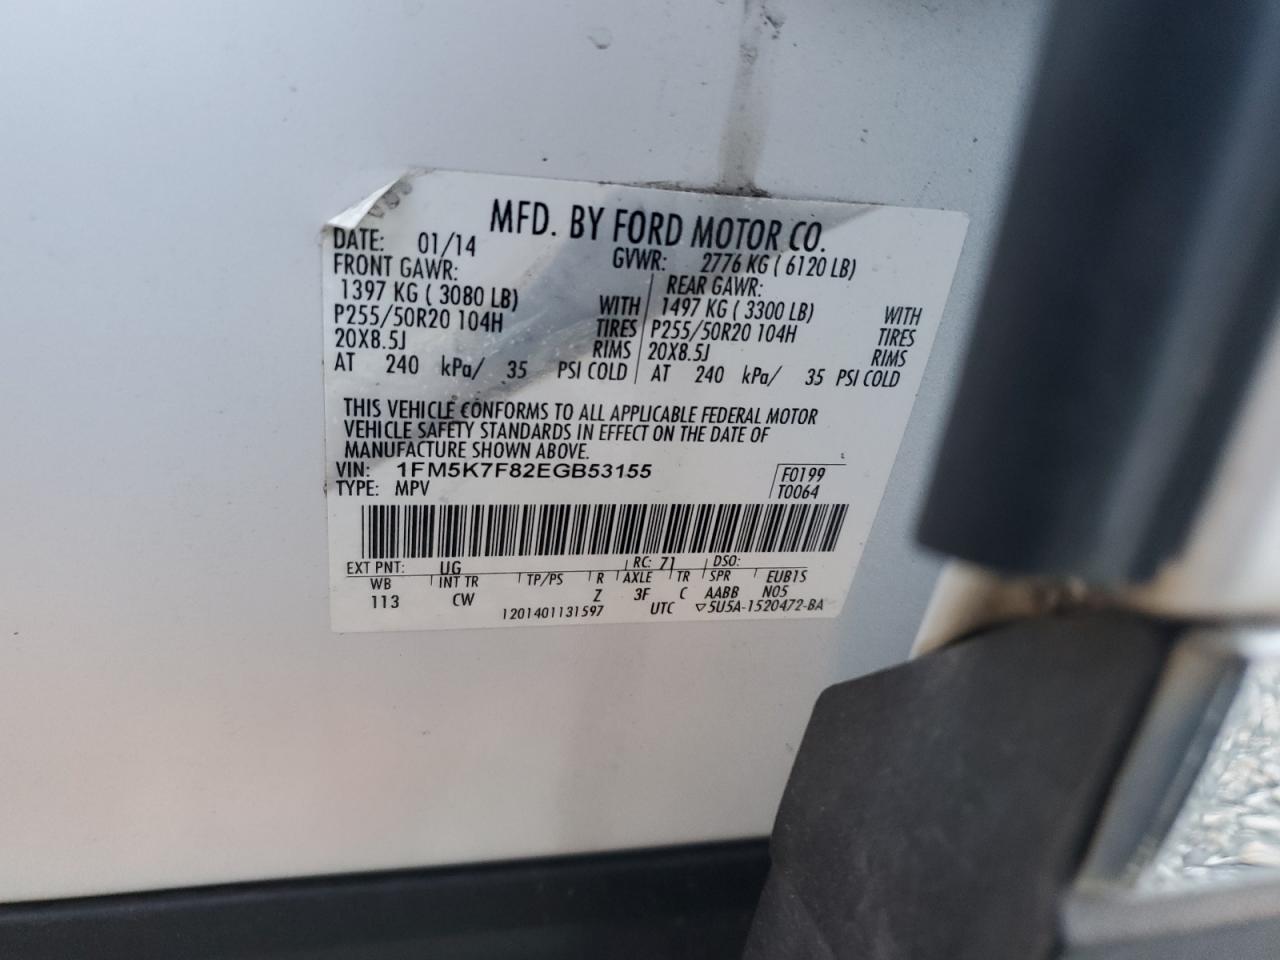 MFD. BY FORD MOTOR CO.
DATE: 01/14 GVWR: 2776 KG ( 6120 LB)
FRONT GAWR: REAR GAWR:
1397 KG ( 3080 LB) WITH 1497 KG ( 3300 LB) WITH
P255/50R20 104H TIRES P255/50R20 104H TIRES
20X8.5J RIMS 20X8.5J RIMS
AT 240 kPa/ 35 PSI COLD AT 240 kPa/ 35 PSI COLD
THIS VEHICLE CONFORMS TO ALL APPLICABLE FEDERAL MOTOR
VEHICLE SAFETY STANDARDS IN EFFECT ON THE DATE OF
MANUFACTURE SHOWN ABOVE.
VIN: 1FM5K7F82EGB53155 F0199
TYPE: MPV T0064
EXT PNT: UG RC: 71 DSO:
WB INT TR TP/PS R AXLE TR SPR EUB1S
113 CW Z 3F C AABB N05
1201401131597 UTC ▽5U5A-1520472-BA